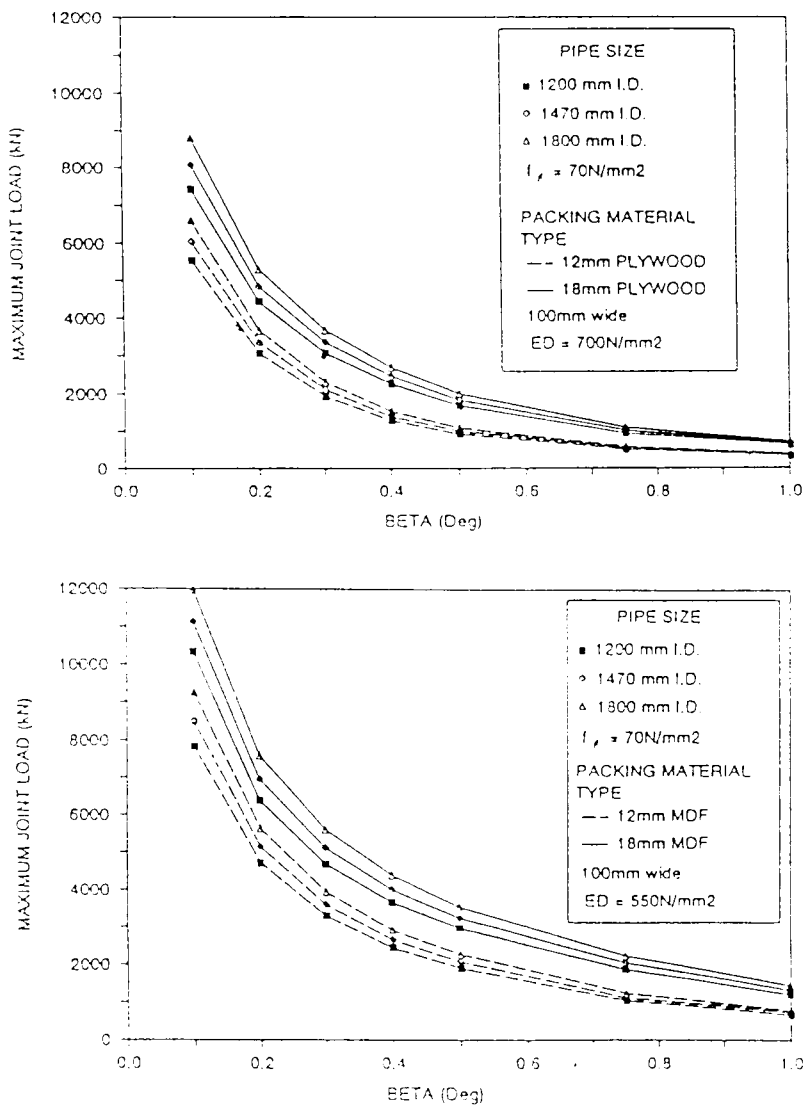 12000
10000
8000
6000
4000
2000
0
MAXIMUM JOINT LOAD (kN)
0.0 0.2 0.4 0.6 0.8 1.0
BETA (Deg)
PIPE SIZE
1200 mm I.D.
1470 mm I.D.
1800 mm I.D.
= 70N/mm2
PACKING MATERIAL
TYPE
12mm PLYWOOD
18mm PLYWOOD
100mm wide
ED = 700N/mm2
12000
10000
8000
6000
4000
2000
0
MAXIMUM JOINT LOAD (kN)
0.0 0.2 0.4 0.6 0.8 1.0
BETA (Deg)
PIPE SIZE
1200 mm I.D.
1470 mm I.D.
1800 mm I.D.
= 70N/mm2
PACKING MATERIAL
TYPE
12mm MDF
18mm MDF
100mm wide
ED = 550N/mm2